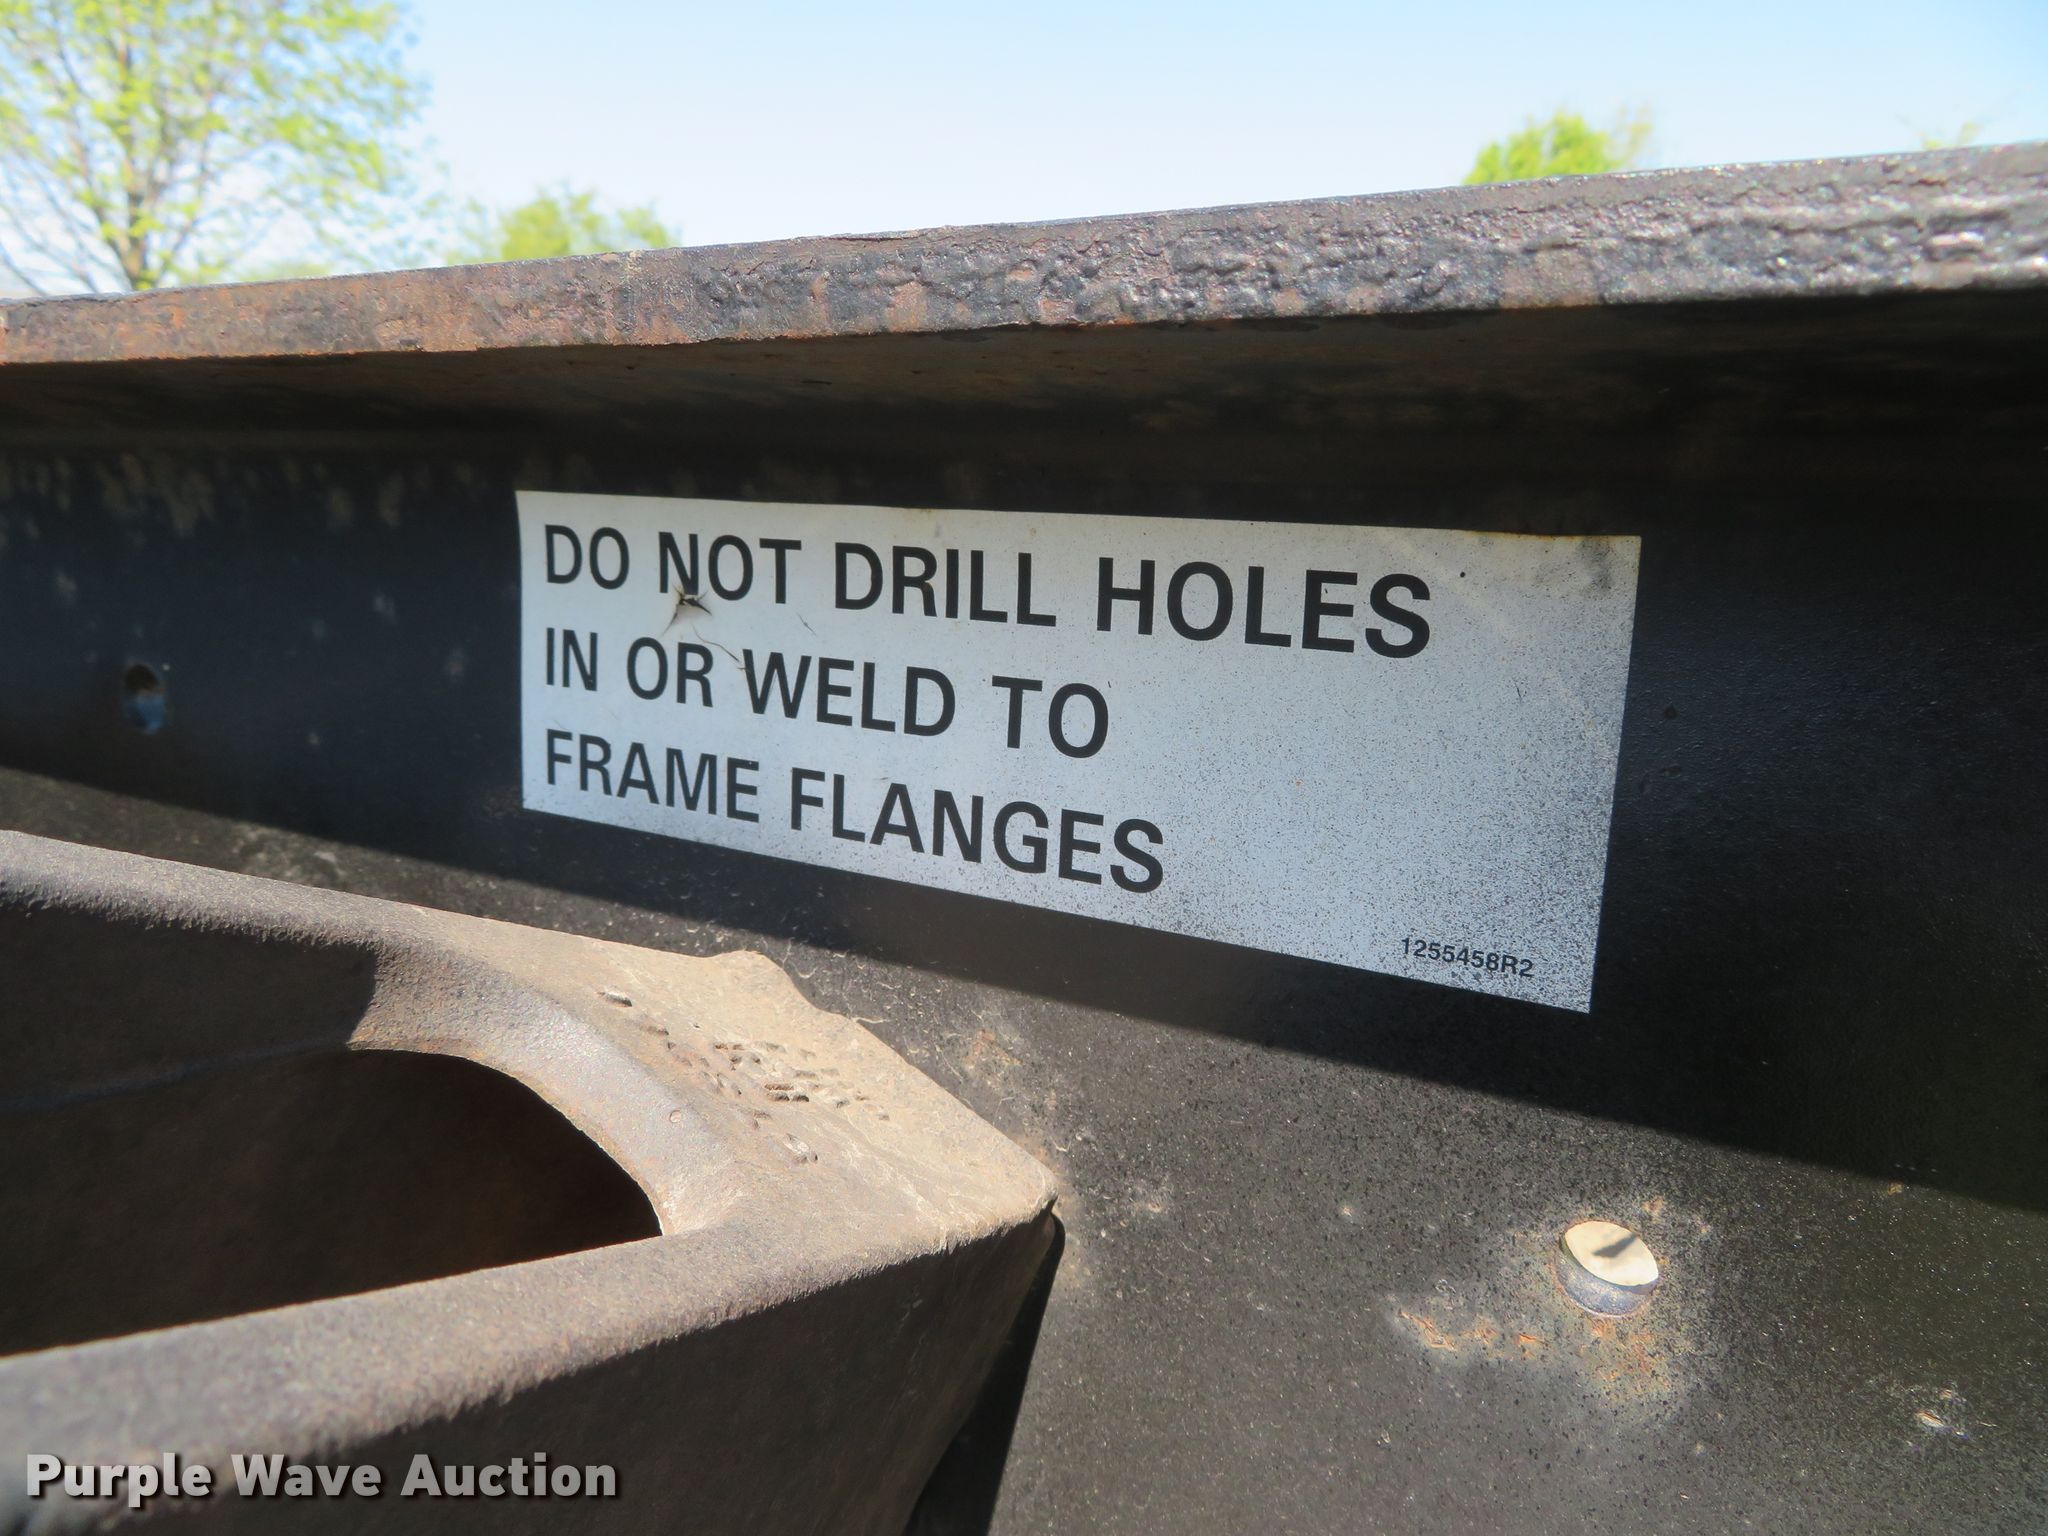 DO NOT DRILL HOLES
IN OR WELD TO
FRAME FLANGES
1255458R2
Purple Wave Auction